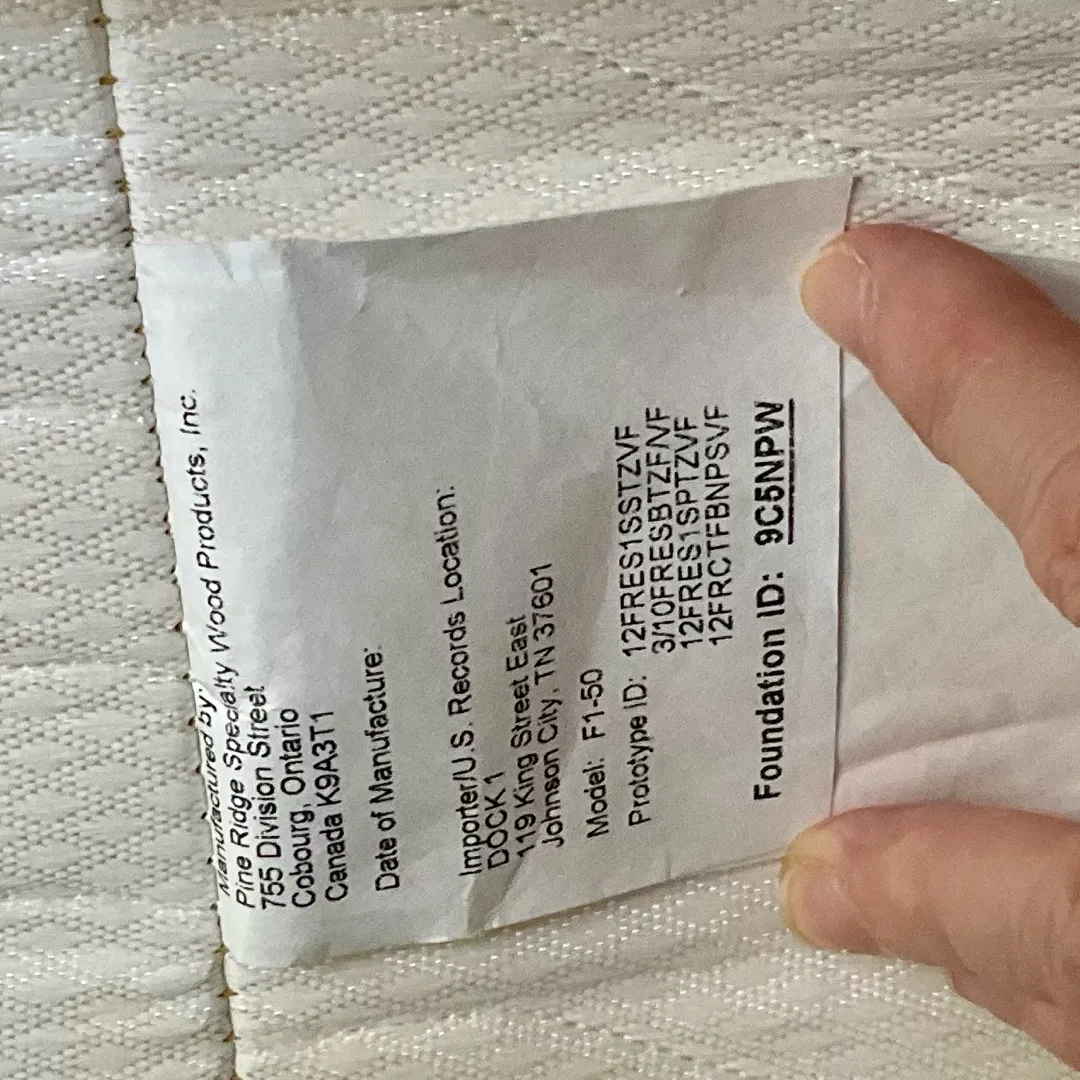 Manufactured by:
Pine Ridge Specialty Wood Products, Inc.
755 Division Street
Cobourg, Ontario
Canada K9A3T1
Date of Manufacture:
Importer/U.S. Records Location:
DOCK 1
119 King Street East
Johnson City, TN 37601
Model: F1-50
Prototype ID: 12FRES1SSTZVF
3/10FRESBTZF/VF
12FRES1SPTZVF
12FRCTFBNPSVF
Foundation ID: 9C5NPW